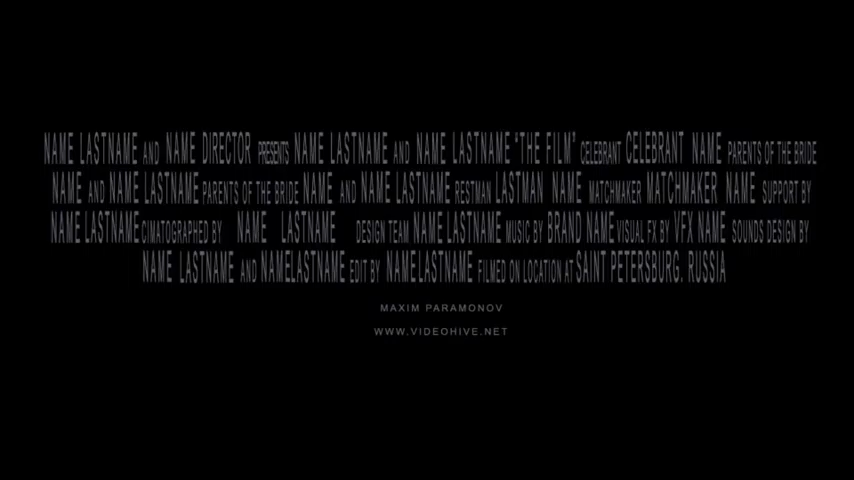 NAME LASTNAME AND NAME DIRECTOR PRESENTS NAME LASTNAME AND NAME LASTNAME "THE FILM" CELEBRANT CELEBRANT NAME PARENTS OF THE BRIDE
NAME AND NAME LASTNAME PARENTS OF THE BRIDE NAME AND NAME LASTNAME RESTMAN LASTMAN NAME MATCHMAKER MATCHMAKER NAME SUPPORT BY
NAME LASTNAME CIMATOGRAPHED BY NAME LASTNAME DESIGN TEAM NAME LASTNAME MUSIC BY BRAND NAME VISUAL FX BY VFX NAME SOUNDS DESIGN BY
NAME LASTNAME AND NAMELASTNAME EDIT BY NAMELASTNAME FILMED ON LOCATION AT SAINT PETERSBURG. RUSSIA
MAXIM PARAMONOV
WWW.VIDEOHIVE.NET